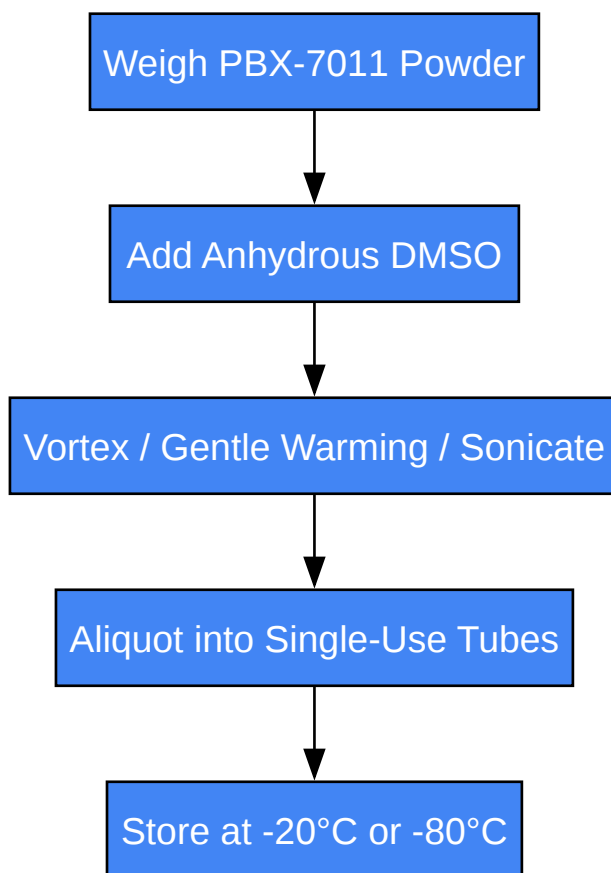 Weigh PBX-7011 Powder
Add Anhydrous DMSO
Vortex / Gentle Warming / Sonicate
Aliquot into Single-Use Tubes
Store at -20°C or -80°C